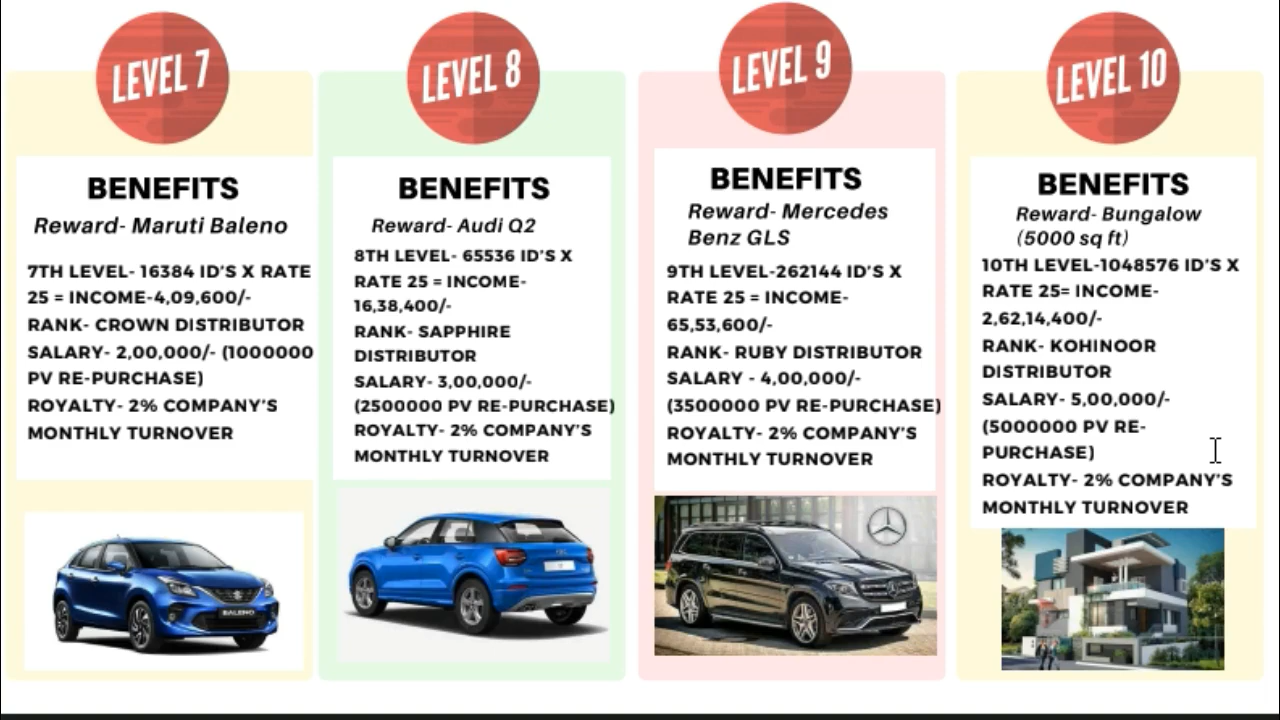 LEVEL 7
BENEFITS
Reward- Maruti Baleno
7TH LEVEL- 16384 ID'S X RATE
25 = INCOME-4,09,600/-
RANK- CROWN DISTRIBUTOR
SALARY- 2,00,000/- (1000000
PV RE-PURCHASE)
ROYALTY- 2% COMPANY'S
MONTHLY TURNOVER
BALENO
LEVEL 8
BENEFITS
Reward- Audi Q2
8TH LEVEL- 65536 ID'S X
RATE 25 = INCOME-
16,38,400/-
RANK- SAPPHIRE
DISTRIBUTOR
SALARY- 3,00,000/-
(2500000 PV RE-PURCHASE)
ROYALTY- 2% COMPANY'S
MONTHLY TURNOVER
LEVEL 9
BENEFITS
Reward- Mercedes
Benz GLS
9TH LEVEL-262144 ID'S X
RATE 25 = INCOME-
65,53,600/-
RANK- RUBY DISTRIBUTOR
SALARY - 4,00,000/-
(3500000 PV RE-PURCHASE)
ROYALTY- 2% COMPANY'S
MONTHLY TURNOVER
LEVEL 10
BENEFITS
Reward- Bungalow
(5000 sq ft)
10TH LEVEL-1048576 ID'S X
RATE 25= INCOME-
2,62,14,400/-
RANK- KOHINOOR
DISTRIBUTOR
SALARY- 5,00,000/-
(5000000 PV RE-
PURCHASE)
ROYALTY- 2% COMPANY'S
MONTHLY TURNOVER